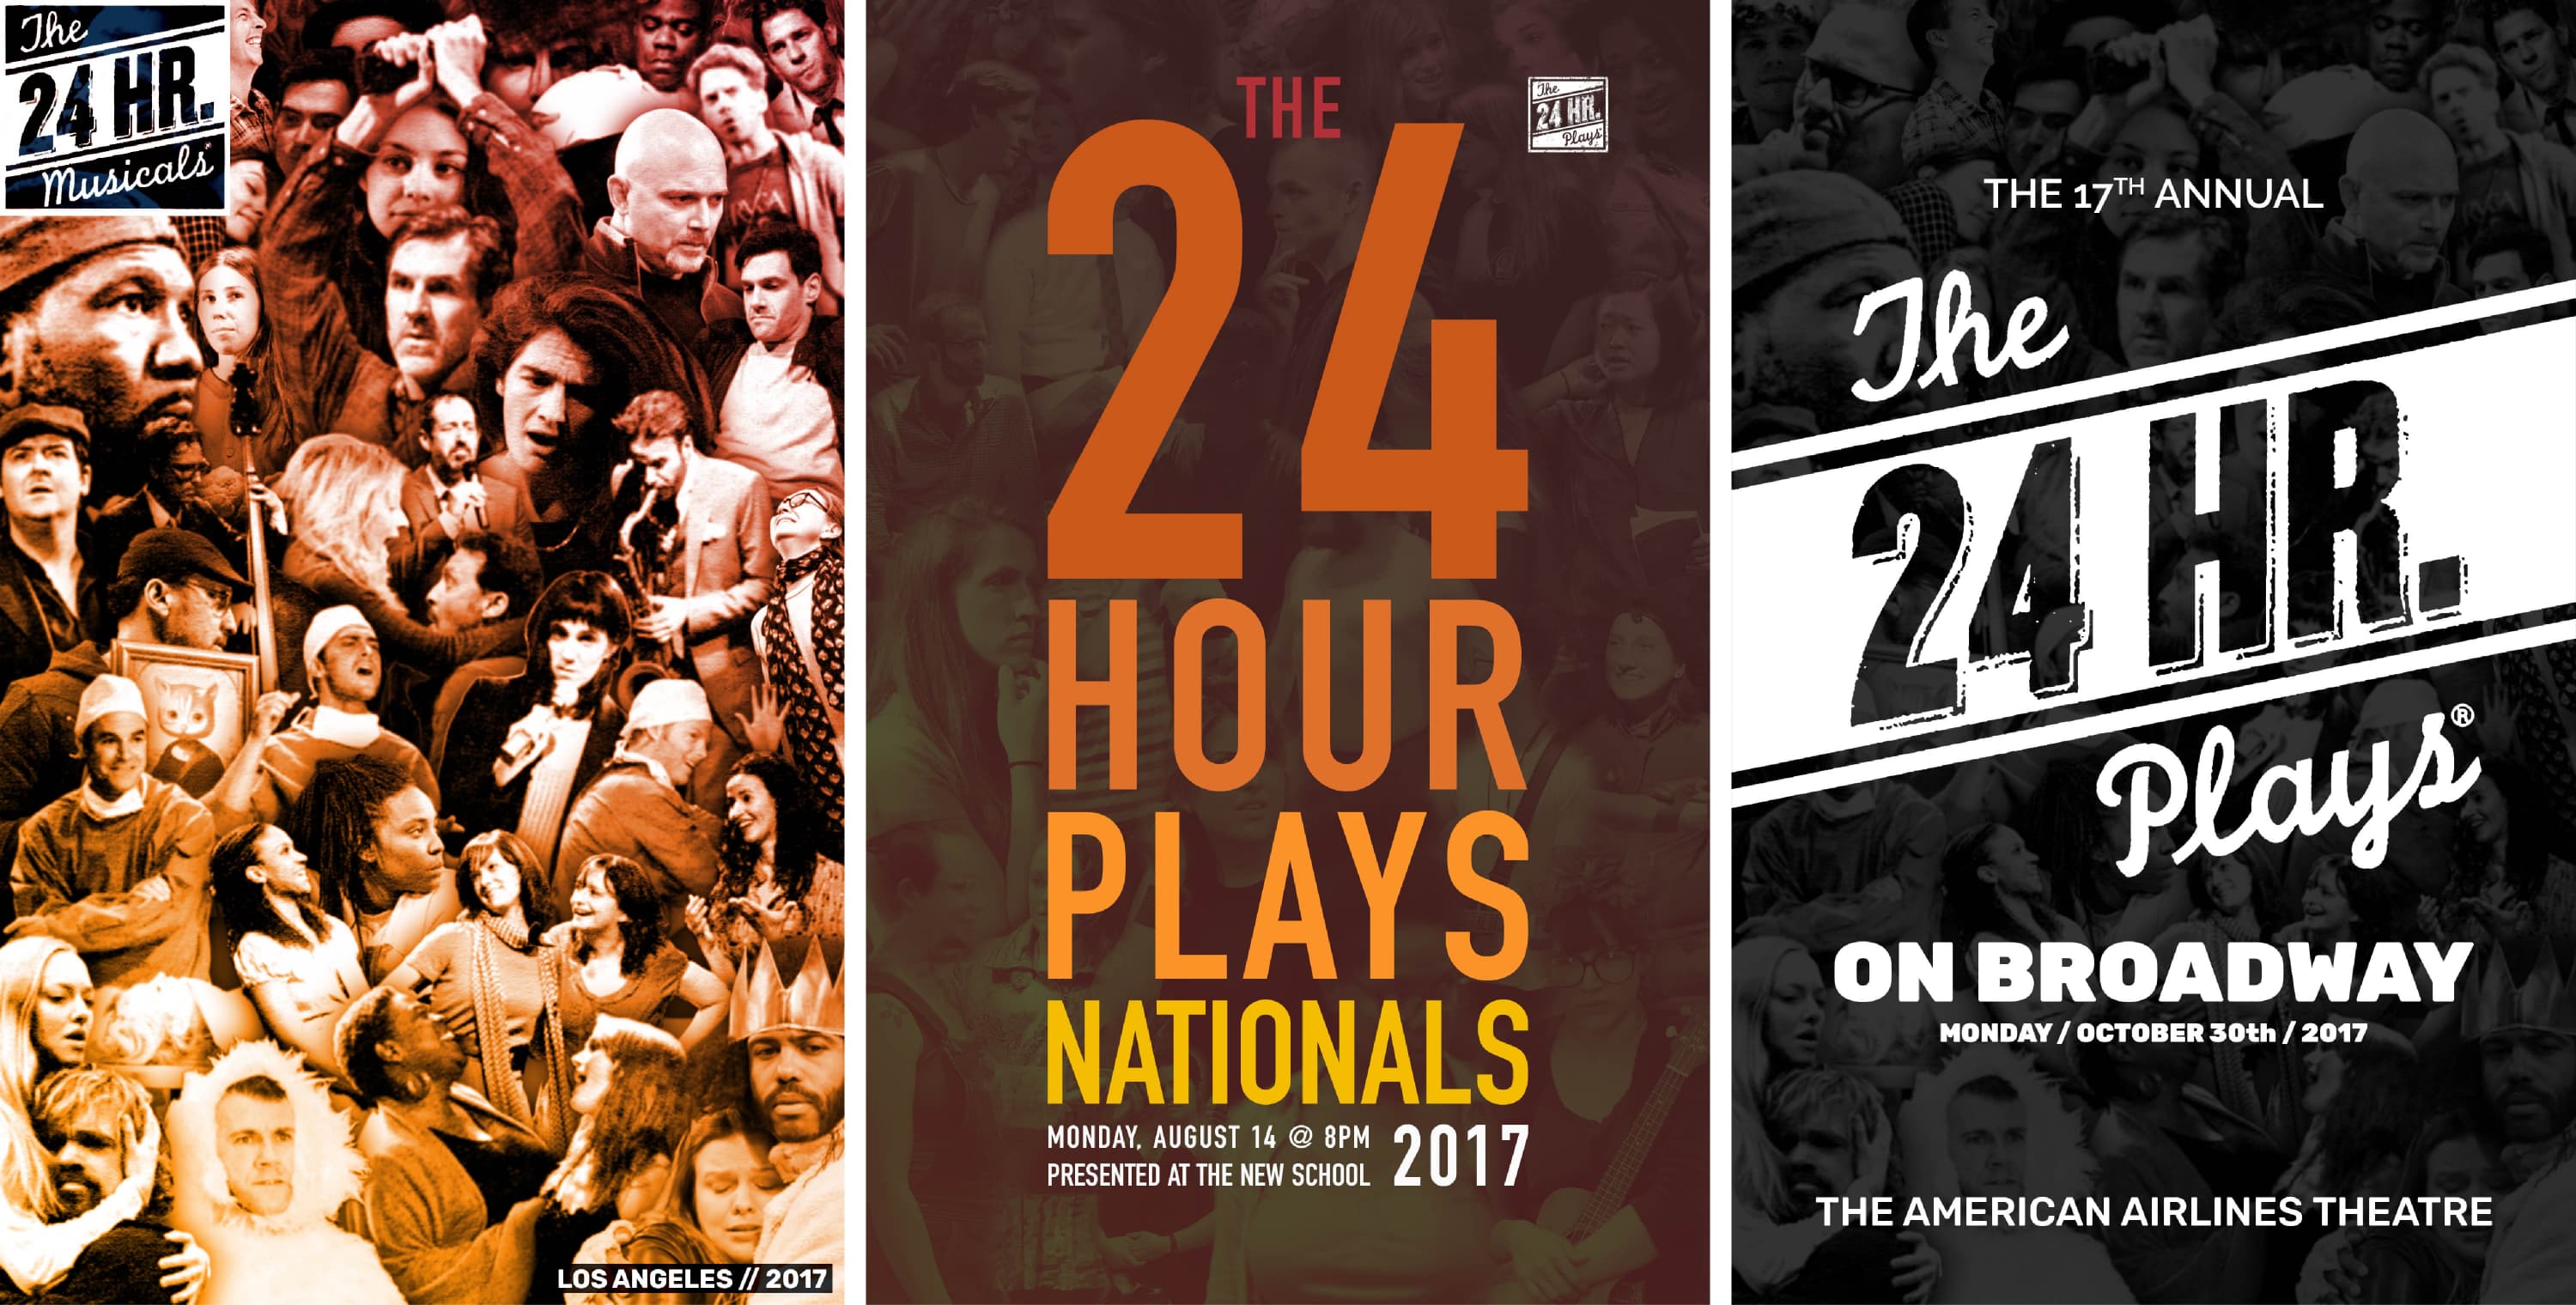 The
24 HR.
Musicals
LOS ANGELES // 2017
THE
24
HOUR
PLAYS
NATIONALS
MONDAY, AUGUST 14 @ 8PM
PRESENTED AT THE NEW SCHOOL
2017
The
24 HR.
Plays
THE 17TH ANNUAL
The
24 HR.
Plays®
ON BROADWAY
MONDAY / OCTOBER 30th / 2017
THE AMERICAN AIRLINES THEATRE